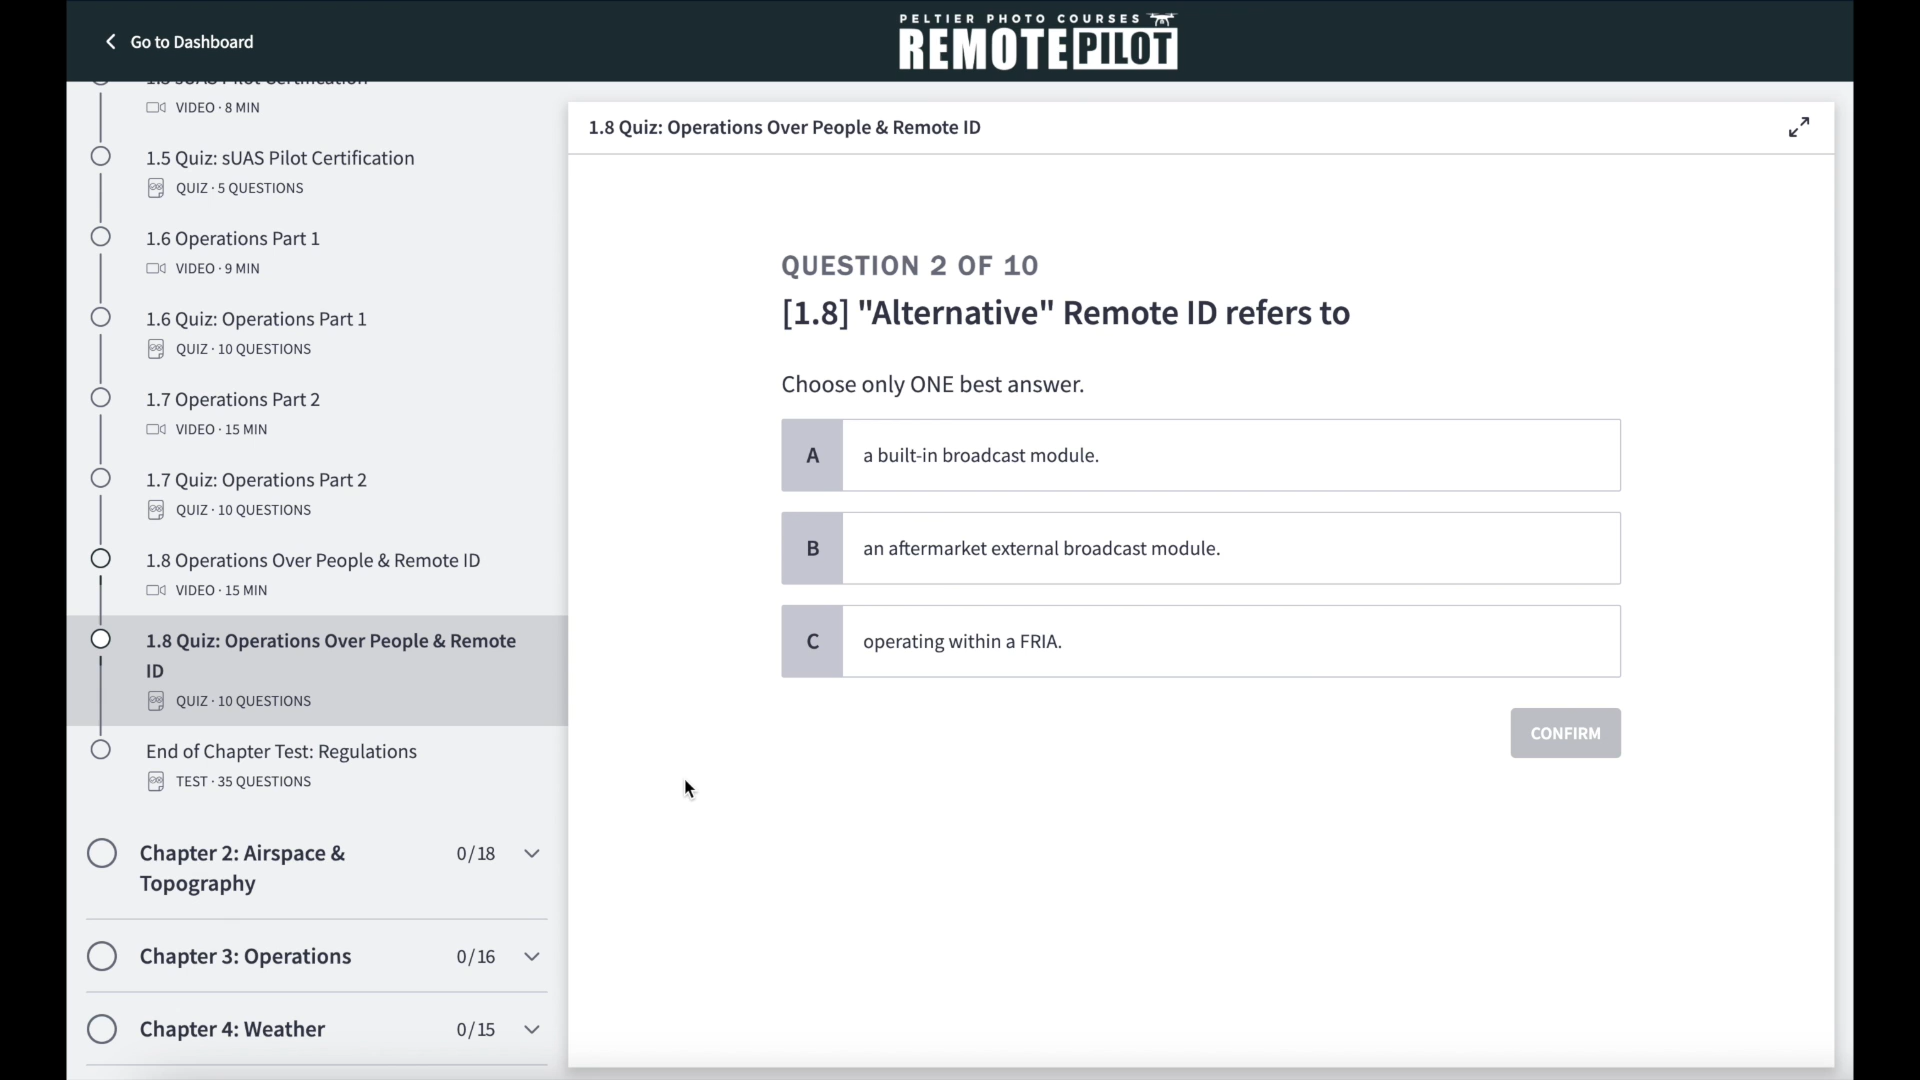 Go to Dashboard
PELTIER PHOTO COURSES
REMOTEPILOT
1.5 sUAS Pilot Certification
VIDEO · 8 MIN
1.5 Quiz: sUAS Pilot Certification
QUIZ · 5 QUESTIONS
1.6 Operations Part 1
VIDEO · 9 MIN
1.6 Quiz: Operations Part 1
QUIZ · 10 QUESTIONS
1.7 Operations Part 2
VIDEO · 15 MIN
1.7 Quiz: Operations Part 2
QUIZ · 10 QUESTIONS
1.8 Operations Over People & Remote ID
VIDEO · 15 MIN
1.8 Quiz: Operations Over People & Remote
ID
QUIZ · 10 QUESTIONS
End of Chapter Test: Regulations
TEST · 35 QUESTIONS
Chapter 2: Airspace &
Topography
0/18
Chapter 3: Operations
0/16
Chapter 4: Weather
0/15
1.8 Quiz: Operations Over People & Remote ID
QUESTION 2 OF 10
[1.8] "Alternative" Remote ID refers to
Choose only ONE best answer.
A a built-in broadcast module.
B an aftermarket external broadcast module.
C operating within a FRIA.
CONFIRM